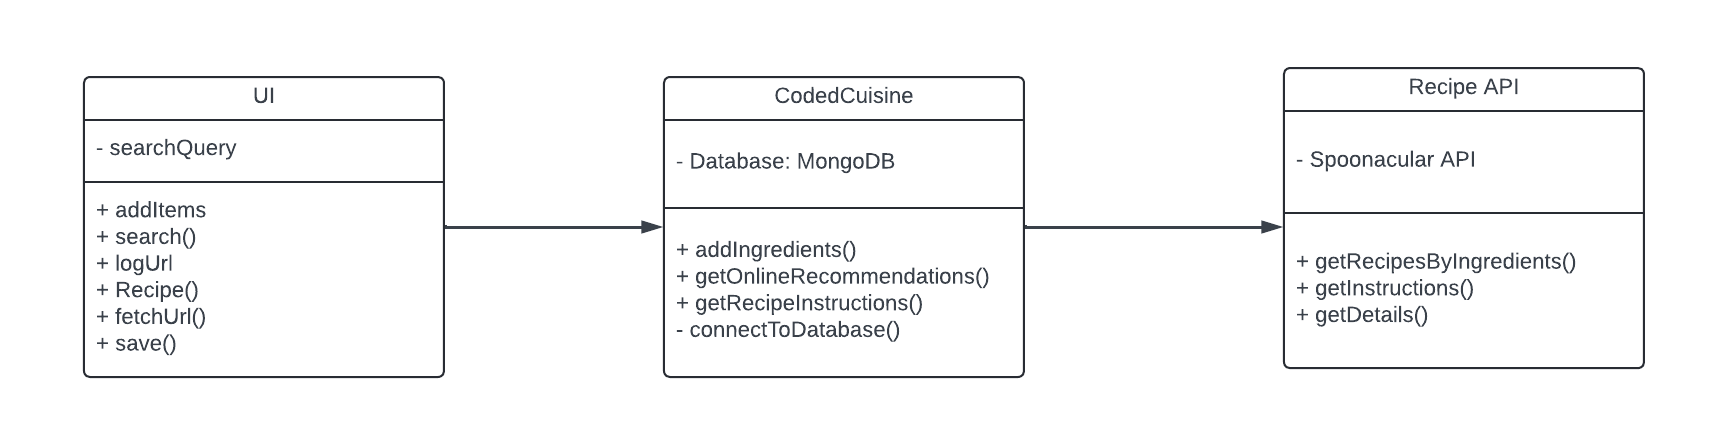 UI
- searchQuery
+ addItems
+ search()
+ logUrl
+ Recipe()
+ fetchUrl()
+ save()
CodedCuisine
- Database: MongoDB
+ addIngredients()
+ getOnlineRecommendations()
+ getRecipeInstructions()
- connectToDatabase()
Recipe API
- Spoonacular API
+ getRecipesByIngredients()
+ getInstructions()
+ getDetails()